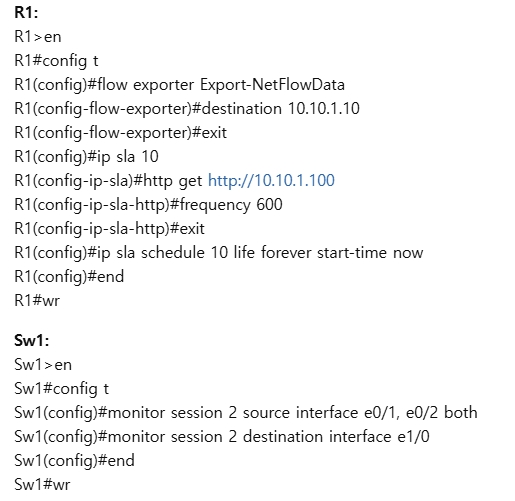 R1:
R1>en
R1#config t
R1(config)#flow exporter Export-NetFlowData
R1(config-flow-exporter)#destination 10.10.1.10
R1(config-flow-exporter)#exit
R1(config)#ip sla 10
R1(config-ip-sla)#http get http://10.10.1.100
R1(config-ip-sla-http)#frequency 600
R1(config-ip-sla-http)#exit
R1(config)#ip sla schedule 10 life forever start-time now
R1(config)#end
R1#wr
Sw1:
Sw1>en
Sw1#config t
Sw1(config)#monitor session 2 source interface e0/1, e0/2 both
Sw1(config)#monitor session 2 destination interface e1/0
Sw1(config)#end
Sw1#wr